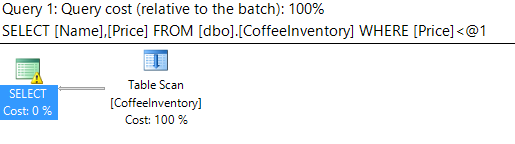 Query 1: Query cost (relative to the batch): 100%
SELECT [Name],[Price] FROM [dbo].[CoffeeInventory] WHERE [Price]<@1
SELECT
Cost: 0 %
Table Scan
[CoffeeInventory]
Cost: 100 %